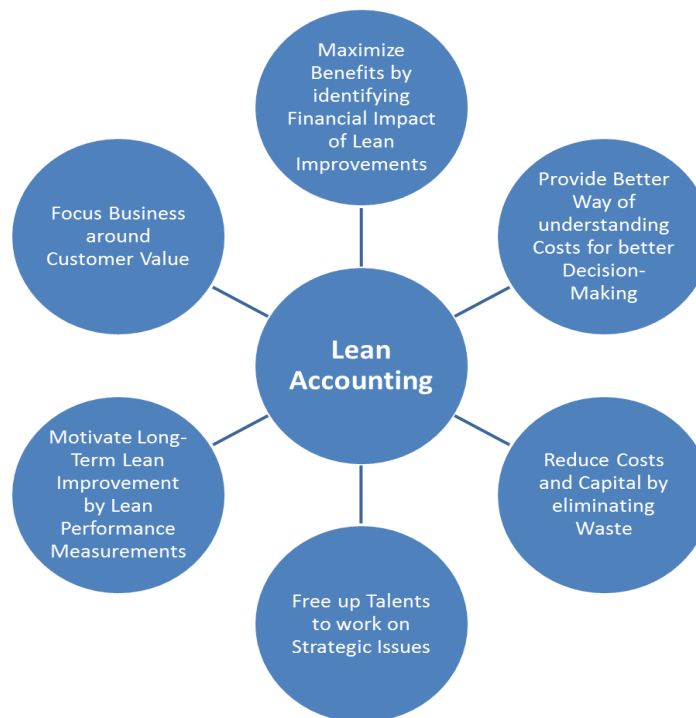 Maximize
Benefits by
identifying
Financial Impact
of Lean
Improvements
Provide Better
Way of
understanding
Costs for better
Decision-
Making
Reduce Costs
and Capital by
eliminating
Waste
Free up Talents
to work on
Strategic Issues
Motivate Long-
Term Lean
Improvement
by Lean
Performance
Measurements
Focus Business
around
Customer Value
Lean
Accounting